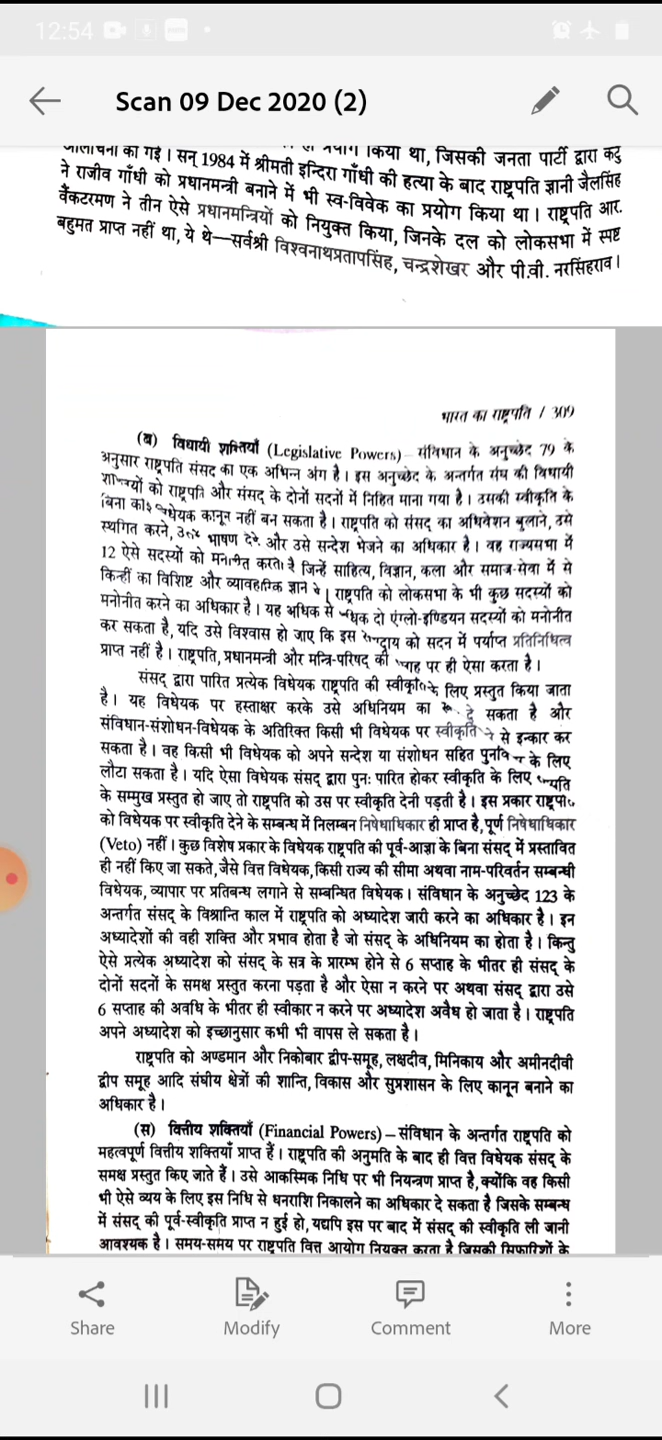 12:54
Scan 09 Dec 2020 (2)
आलोचना की गई। सन् 1984 में श्रीमती इन्दिरा गाँधी की हत्या के बाद राष्ट्रपति ज्ञानी जैलसिंह
प्रयोग किया था, जिसकी जनता पार्टी द्वारा कटु
ने राजीव गाँधी को प्रधानमन्त्री बनाने में भी स्व-विवेक का प्रयोग किया था। राष्ट्रपति आर.
वैंकटरमण ने तीन ऐसे प्रधानमन्त्रियों को नियुक्त किया, जिनके दल को लोकसभा में स्पष्ट
बहुमत प्राप्त नहीं था, ये थे—सर्वश्री विश्वनाथप्रतापसिंह, चन्द्रशेखर और पी.वी. नरसिंहराव।
भारत का राष्ट्रपति / 309
(ब) विधायी शक्तियाँ (Legislative Powers)—संविधान के अनुच्छेद 79 के
अनुसार राष्ट्रपति संसद का एक अभिन्न अंग है। इस अनुच्छेद के अन्तर्गत संघ की विधायी
को राष्ट्रपति और संसद के दोनों सदनों में निहित माना गया है। उसकी स्वीकृति के
बिना कोई कानून नहीं बन सकता है। राष्ट्रपति को संसद का अधिवेशन बुलाने, उसे
स्थगित करने, भाषण देने और उसे सन्देश भेजने का अधिकार है। वह राज्यसभा में
12 ऐसे सदस्यों को मनोनीत करता है जिन्हें साहित्य, विज्ञान, कला और समाज-सेवा में से
किन्हीं का विशिष्ट और व्यावहारिक ज्ञान राष्ट्रपति को लोकसभा के भी कुछ सदस्यों को
मनोनीत करने का अधिकार है। यह अधिक से दो एंग्लो-इण्डियन सदस्यों को मनोनीत
कर सकता है, यदि उसे विश्वास हो जाए कि इस को सदन में पर्याप्त प्रतिनिधित्व
प्राप्त नहीं है। राष्ट्रपति, प्रधानमन्त्री और मन्त्रि-परिषद् की पर ही ऐसा करता है।
संसद द्वारा पारित प्रत्येक विधेयक राष्ट्रपति की स्वीकृति के लिए प्रस्तुत किया जाता
है। यह विधेयक पर हस्ताक्षर करके उसे अधिनियम का दे सकता है और
संविधान-संशोधन-विधेयक के अतिरिक्त किसी भी विधेयक पर स्वीकृति से इन्कार कर
सकता है। वह किसी भी विधेयक को अपने सन्देश या संशोधन सहित के लिए
लौटा सकता है। यदि ऐसा विधेयक संसद द्वारा पुनः पारित होकर स्वीकृति के लिए
के सम्मुख प्रस्तुत हो जाए तो राष्ट्रपति को उस पर स्वीकृति देनी पड़ती है। इस प्रकार
को विधेयक पर स्वीकृति देने के सम्बन्ध में निलम्बन निषेधाधिकार ही प्राप्त है, पूर्ण निषेधाधिकार
(Veto) नहीं। कुछ विशेष प्रकार के विधेयक राष्ट्रपति की पूर्व-आज्ञा के बिना संसद में प्रस्तावित
ही नहीं किए जा सकते, जैसे वित्त विधेयक, किसी राज्य की सीमा अथवा नाम-परिवर्तन सम्बन्धी
विधेयक, व्यापार पर प्रतिबन्ध लगाने से सम्बन्धित विधेयक। संविधान के अनुच्छेद 123 के
अन्तर्गत संसद के विश्रान्ति काल में राष्ट्रपति को अध्यादेश जारी करने का अधिकार है। इन
अध्यादेशों की वही शक्ति और प्रभाव होता है जो संसद के अधिनियम का होता है। किन्तु
ऐसे प्रत्येक अध्यादेश को संसद के सत्र के प्रारम्भ होने से 6 सप्ताह के भीतर ही संसद के
दोनों सदनों के समक्ष प्रस्तुत करना पड़ता है और ऐसा न करने पर अथवा संसद द्वारा उसे
6 सप्ताह की अवधि के भीतर ही स्वीकार न करने पर अध्यादेश अवैध हो जाता है। राष्ट्रपति
अपने अध्यादेश को इच्छानुसार कभी भी वापस ले सकता है।
राष्ट्रपति को अण्डमान और निकोबार द्वीप-समूह, लक्षदीव, मिनिकाय और अमीनदीवी
द्वीप समूह आदि संघीय क्षेत्रों की शान्ति, विकास और सुप्रशासन के लिए कानून बनाने का
अधिकार है।
(स) वित्तीय शक्तियाँ (Financial Powers)—संविधान के अन्तर्गत राष्ट्रपति को
महत्वपूर्ण वित्तीय शक्तियाँ प्राप्त हैं। राष्ट्रपति की अनुमति के बाद ही वित्त विधेयक संसद के
समक्ष प्रस्तुत किए जाते हैं। उसे आकस्मिक निधि पर भी नियन्त्रण प्राप्त है, क्योंकि वह किसी
भी ऐसे व्यय के लिए इस निधि से धनराशि निकालने का अधिकार दे सकता है जिसके सम्बन्ध
में संसद की पूर्व-स्वीकृति प्राप्त न हुई हो, यद्यपि इस पर बाद में संसद की स्वीकृति ली जानी
आवश्यक है। समय-समय पर राष्ट्रपति वित्त आयोग नियुक्त करता है जिसकी सिफारिशों के
Share Modify Comment More